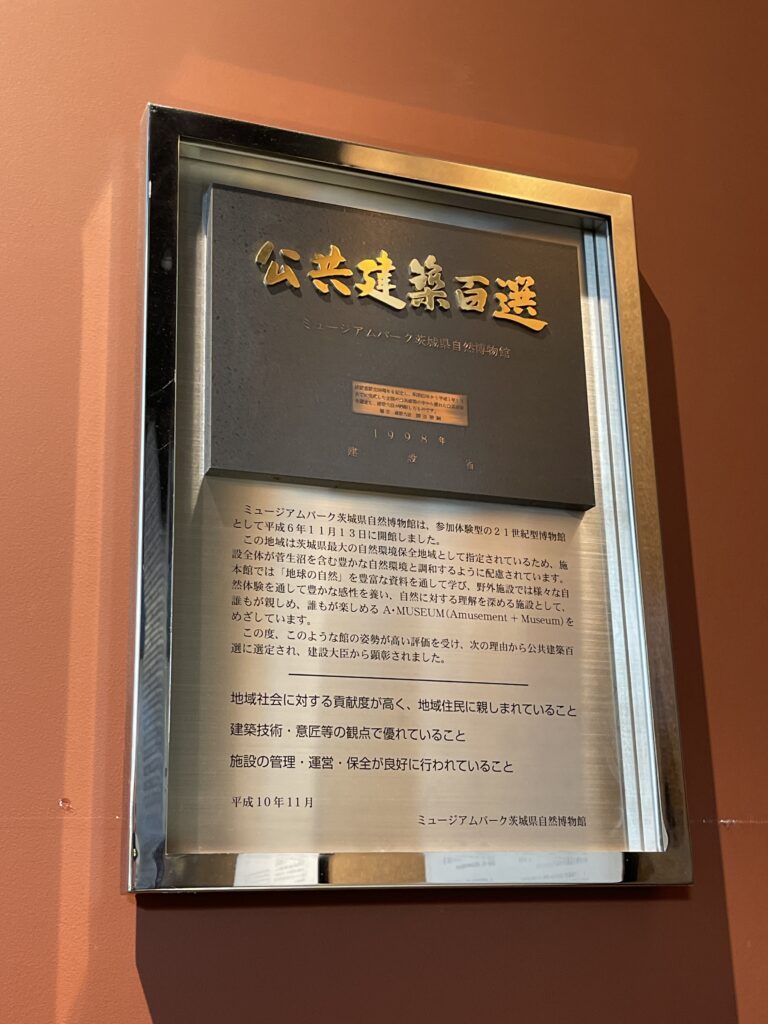 公共建築百選
ミュージアムパーク茨城県自然博物館
1998年
建設省
ミュージアムパーク茨城県自然博物館は、参加体験型の21世紀型博物館
として平成6年11月13日に開館しました。
この地域は茨城県最大の自然環境保全地域として指定されているため、施
設全体が菅生沼を含む豊かな自然環境と調和するように配慮されています。
本館では「地球の自然」を豊富な資料を通して学び、野外施設では様々な自
然体験を通して豊かな感性を養い、自然に対する理解を深める施設として、
誰もが親しめ、誰もが楽しめる A・MUSEUM(Amusement + Museum)を
めざしています。
この度、このような館の姿勢が高い評価を受け、次の理由から公共建築百
選に選定され、建設大臣から顕彰されました。
地域社会に対する貢献度が高く、地域住民に親しまれていること
建築技術・意匠等の観点で優れていること
施設の管理・運営・保全が良好に行われていること
平成10年11月
ミュージアムパーク茨城県自然博物館